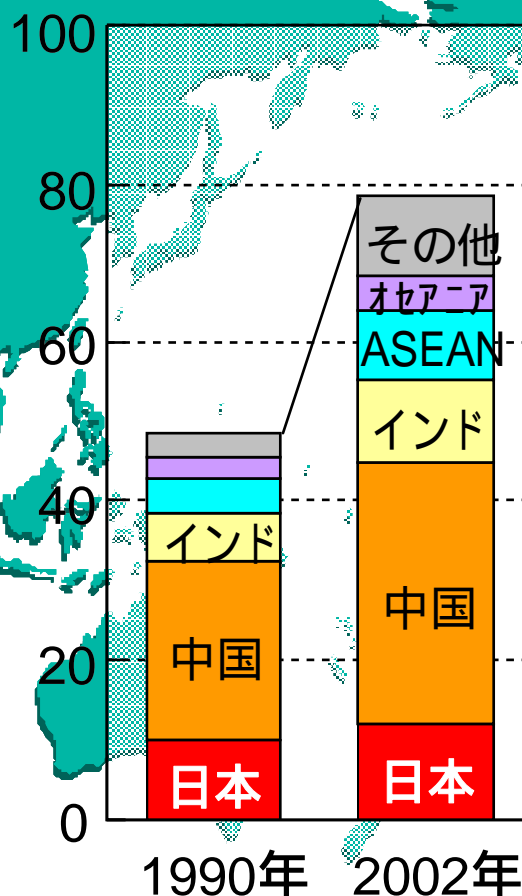 100
80
60
40
20
0
その他
オセアニア
ASEAN
インド
中国
日本
インド
中国
日本
1990年
2002年